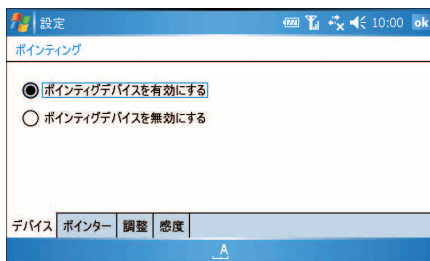 設定 10:00 ok
ポインティング
ポインティグデバイスを有効にする
ポインティグデバイスを無効にする
デバイス ポインター 調整 感度
A